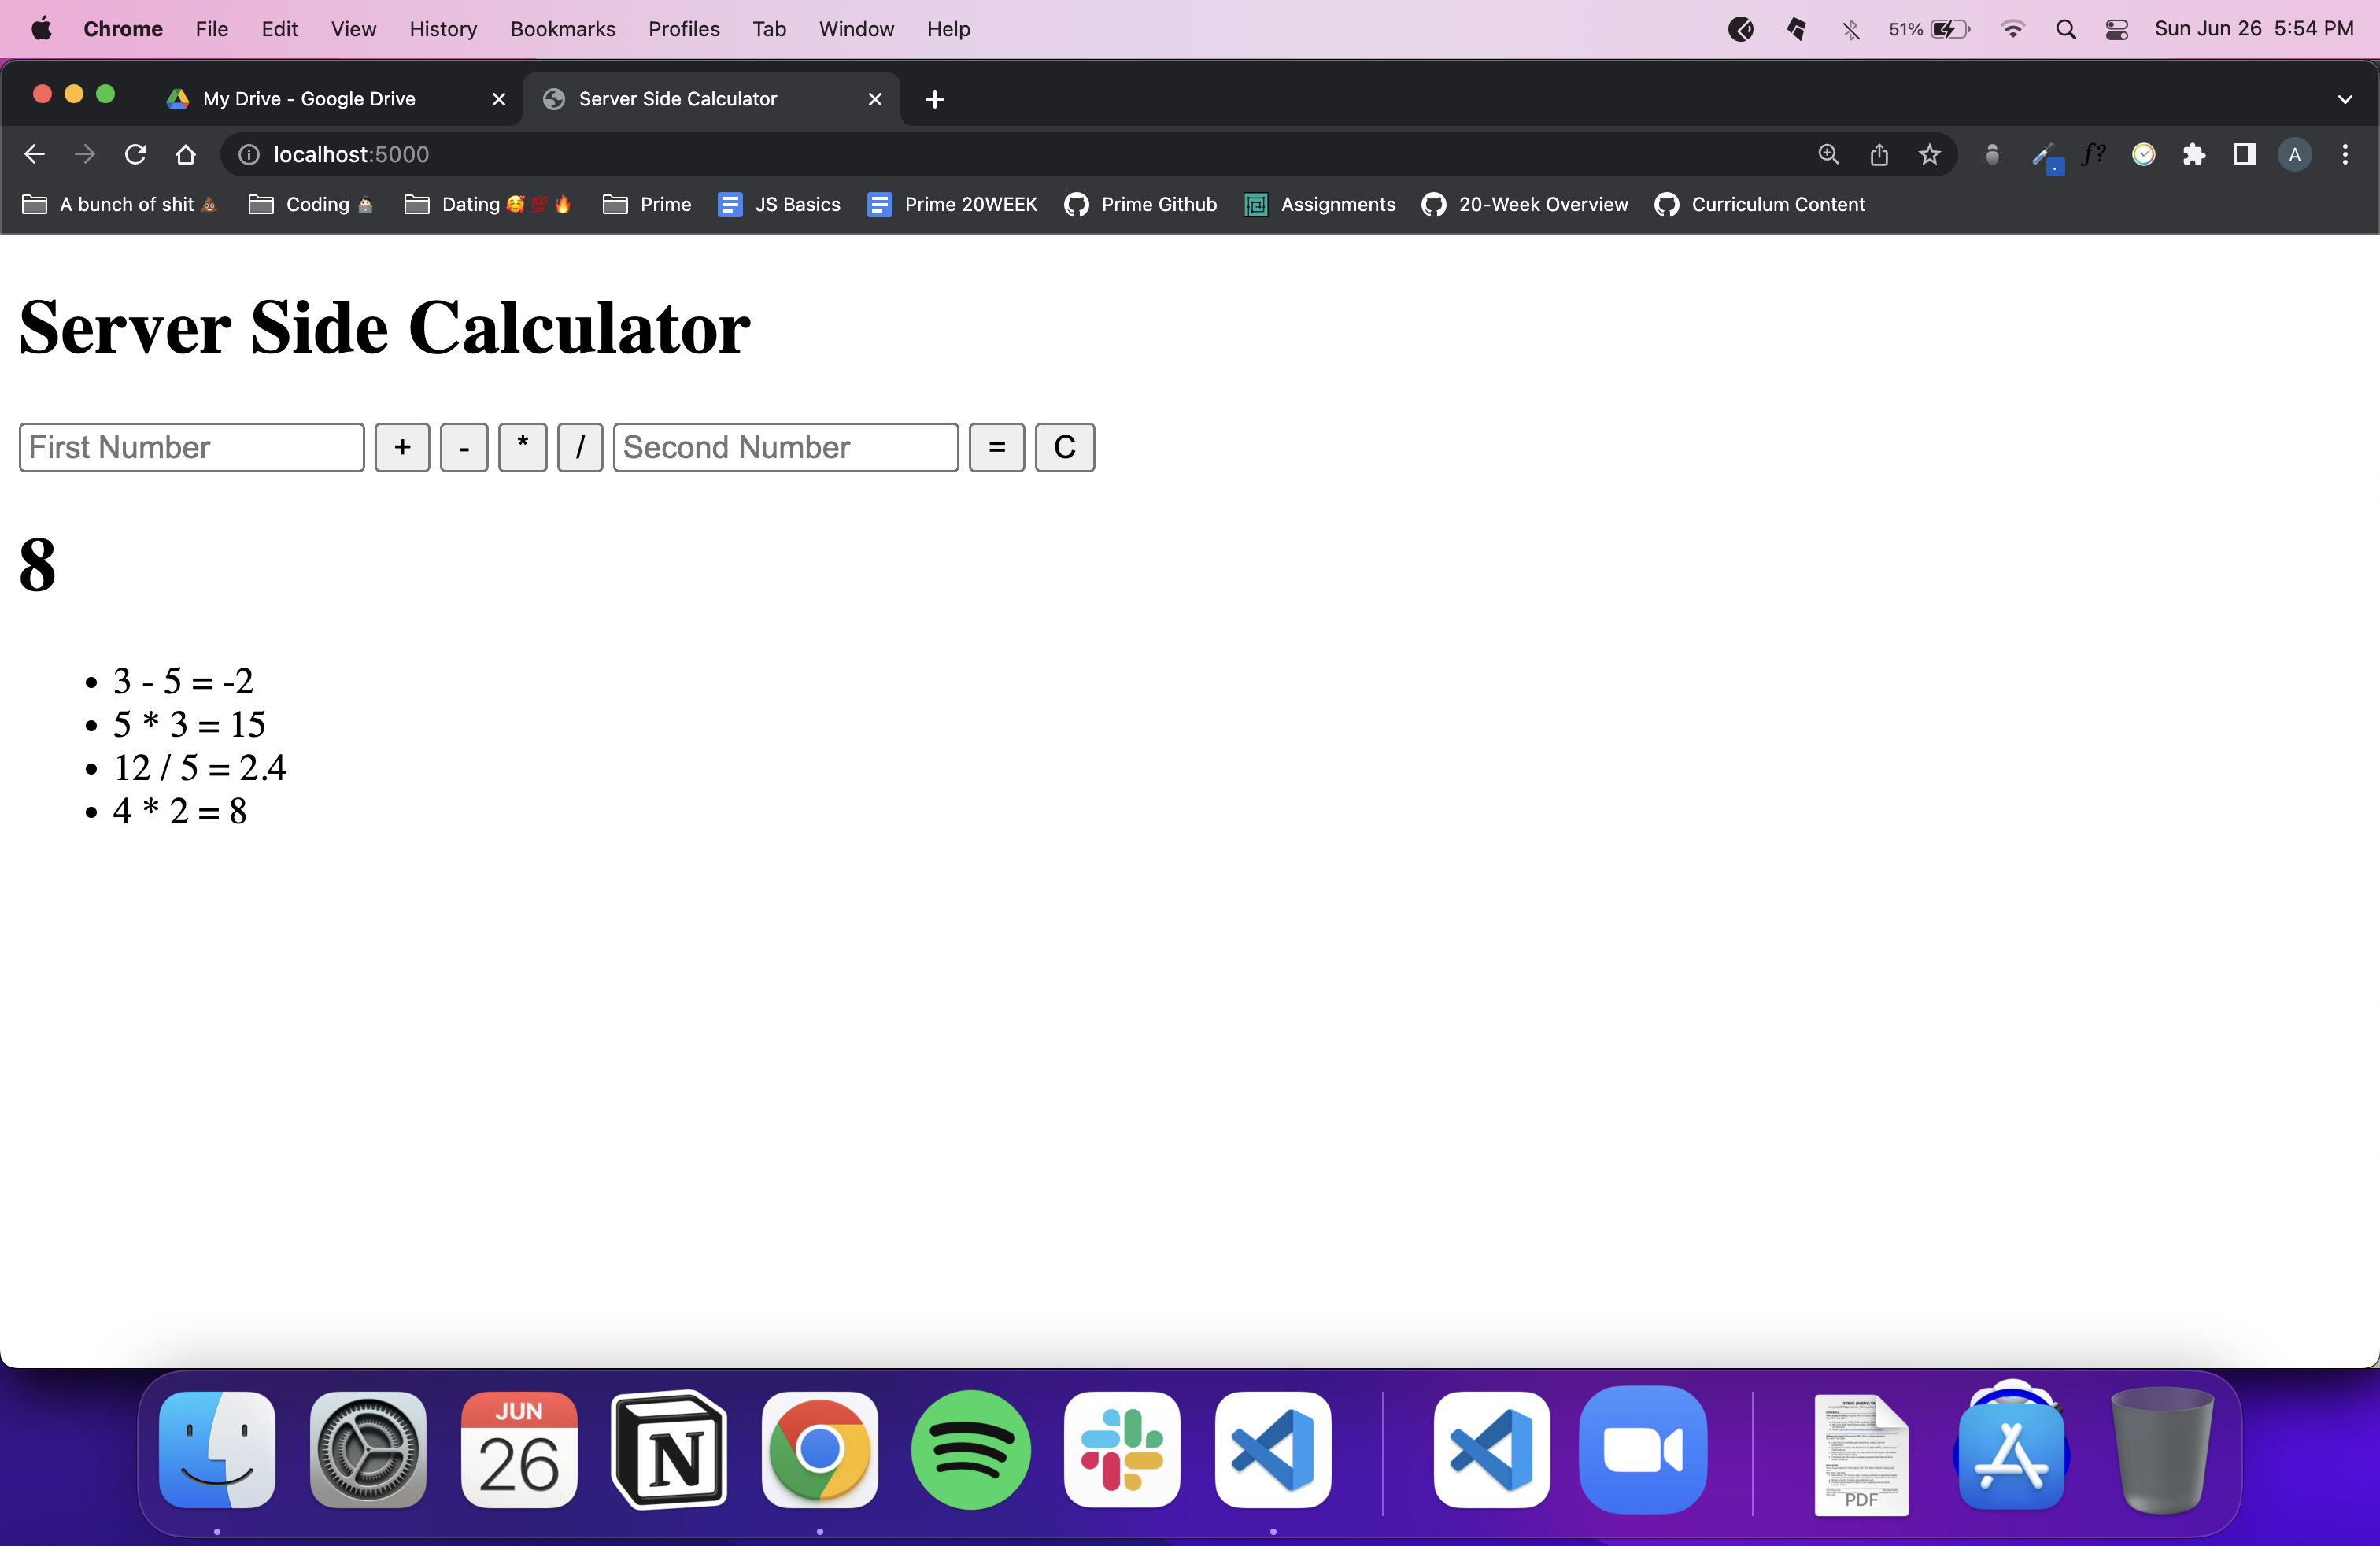 Chrome File Edit View History Bookmarks Profiles Tab Window Help 51% Sun Jun 26 5:54 PM
My Drive - Google Drive Server Side Calculator
localhost:5000 f? A
A bunch of shit 💩 Coding Dating 🥰 💯 🔥 Prime JS Basics Prime 20WEEK Prime Github Assignments 20-Week Overview Curriculum Content
Server Side Calculator
First Number + - * / Second Number = C
8
• 3 - 5 = -2
• 5 * 3 = 15
• 12 / 5 = 2.4
• 4 * 2 = 8
JUN
26
N
PDF